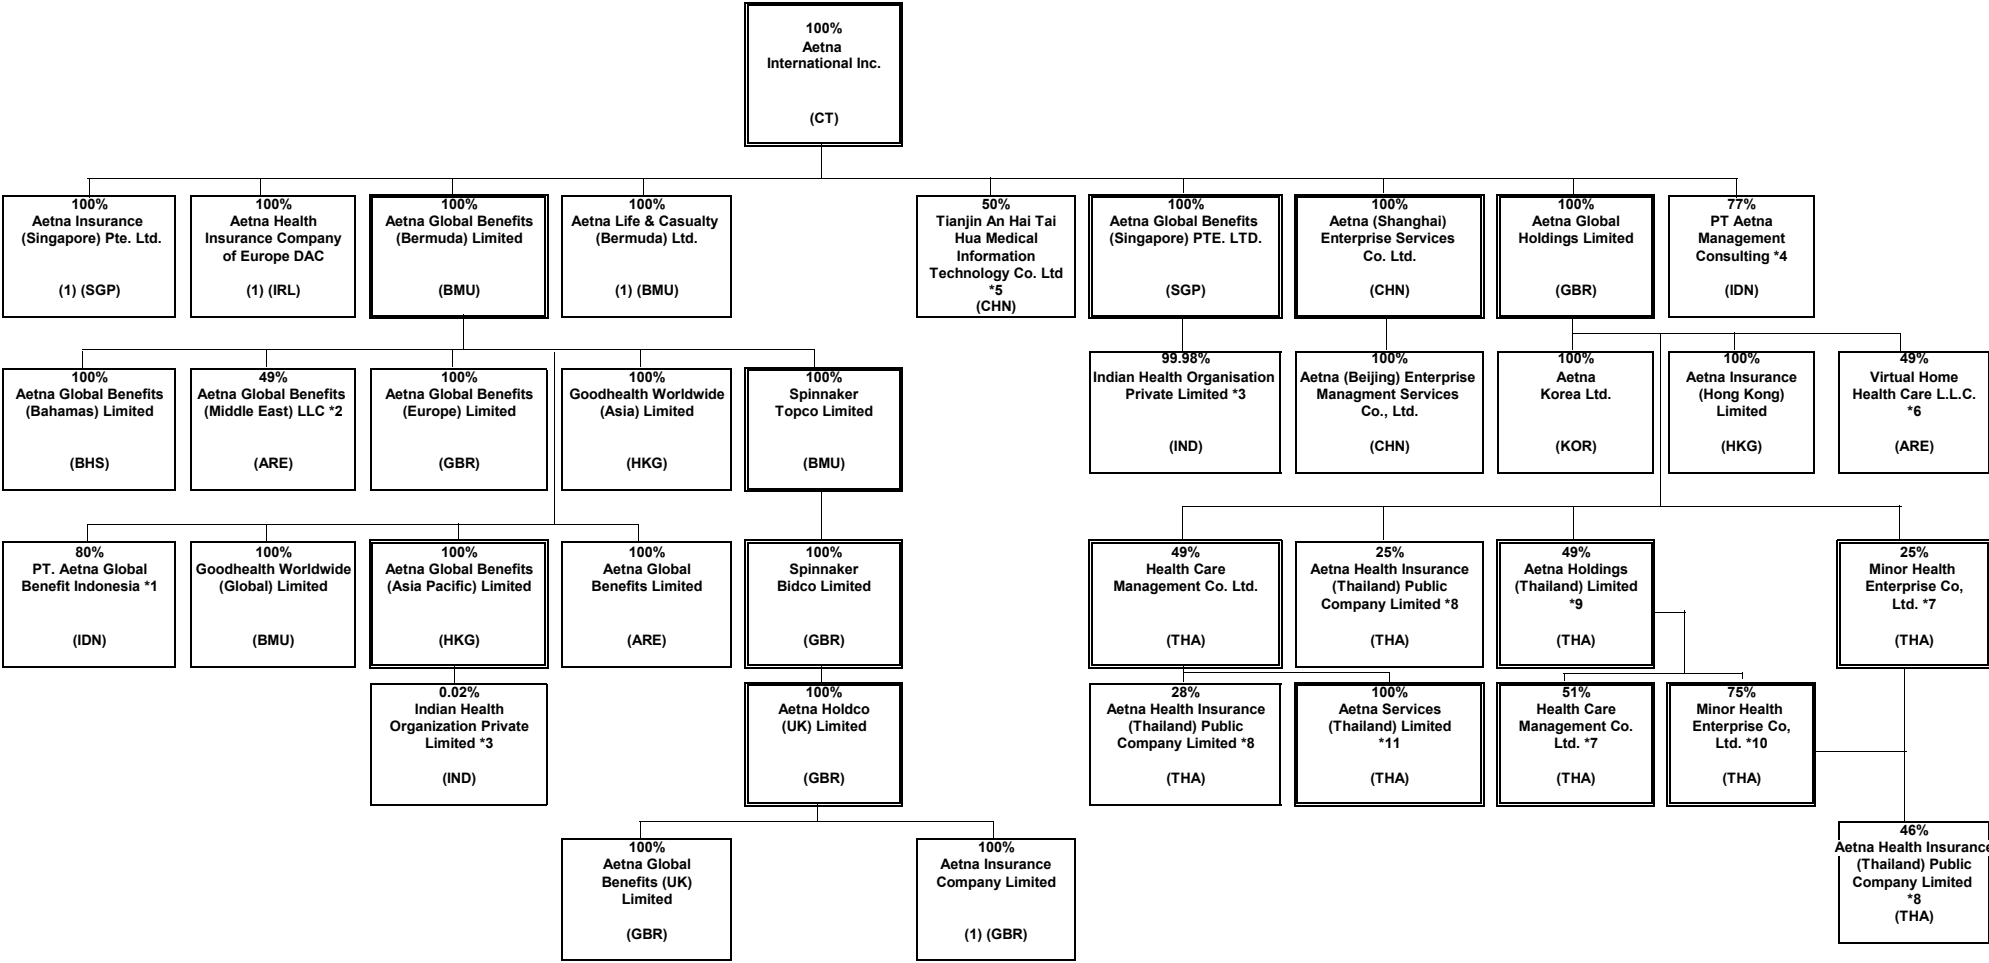 100%
Aetna
International Inc.
(CT)
100%
Aetna Insurance
(Singapore) Pte. Ltd.
(1) (SGP)
100%
Aetna Health
Insurance Company
of Europe DAC
(1) (IRL)
100%
Aetna Global Benefits
(Bermuda) Limited
(BMU)
100%
Aetna Life & Casualty
(Bermuda) Ltd.
(1) (BMU)
50%
Tianjin An Hai Tai
Hua Medical
Information
Technology Co. Ltd
*5
(CHN)
100%
Aetna Global Benefits
(Singapore) PTE. LTD.
(SGP)
100%
Aetna (Shanghai)
Enterprise Services
Co. Ltd.
(CHN)
100%
Aetna Global
Holdings Limited
(GBR)
77%
PT Aetna
Management
Consulting *4
(IDN)
100%
Aetna Global Benefits
(Bahamas) Limited
(BHS)
49%
Aetna Global Benefits
(Middle East) LLC *2
(ARE)
100%
Aetna Global Benefits
(Europe) Limited
(GBR)
100%
Goodhealth Worldwide
(Asia) Limited
(HKG)
100%
Spinnaker
Topco Limited
(BMU)
99.98%
Indian Health Organisation
Private Limited *3
(IND)
100%
Aetna (Beijing) Enterprise
Managment Services
Co., Ltd.
(CHN)
100%
Aetna
Korea Ltd.
(KOR)
100%
Aetna Insurance
(Hong Kong)
Limited
(HKG)
49%
Virtual Home
Health Care L.L.C.
*6
(ARE)
80%
PT. Aetna Global
Benefit Indonesia *1
(IDN)
100%
Goodhealth Worldwide
(Global) Limited
(BMU)
100%
Aetna Global Benefits
(Asia Pacific) Limited
(HKG)
100%
Aetna Global
Benefits Limited
(ARE)
100%
Spinnaker
Bidco Limited
(GBR)
49%
Health Care
Management Co. Ltd.
(THA)
25%
Aetna Health Insurance
(Thailand) Public
Company Limited *8
(THA)
49%
Aetna Holdings
(Thailand) Limited
*9
(THA)
25%
Minor Health
Enterprise Co,
Ltd. *7
(THA)
0.02%
Indian Health
Organization Private
Limited *3
(IND)
100%
Aetna Holdco
(UK) Limited
(GBR)
28%
Aetna Health Insurance
(Thailand) Public
Company Limited *8
(THA)
100%
Aetna Services
(Thailand) Limited
*11
(THA)
51%
Health Care
Management Co.
Ltd. *7
(THA)
75%
Minor Health
Enterprise Co,
Ltd. *10
(THA)
100%
Aetna Global
Benefits (UK)
Limited
(GBR)
100%
Aetna Insurance
Company Limited
(1) (GBR)
46%
Aetna Health Insurance
(Thailand) Public
Company Limited
*8
(THA)